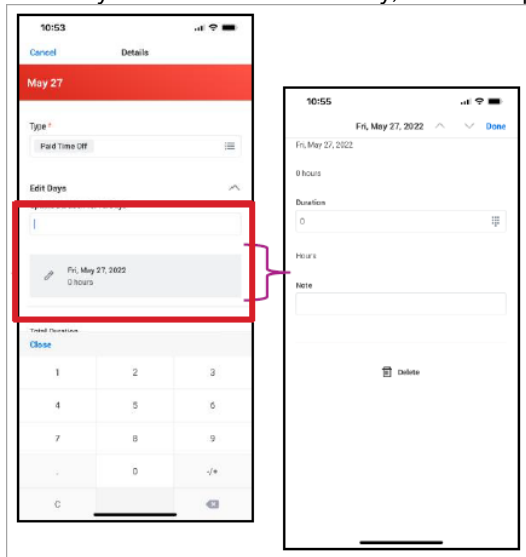 10:53
Cancel Details
May 27
Type *
Paid Time Off
Edit Days
Fri, May 27, 2022
0 hours
Total Duration
Close
1 2 3
4 5 6
7 8 9
. 0 -/+
C
10:55
Fri, May 27, 2022 Done
Fri, May 27, 2022
0 hours
Duration
0
Hours
Note
Delete